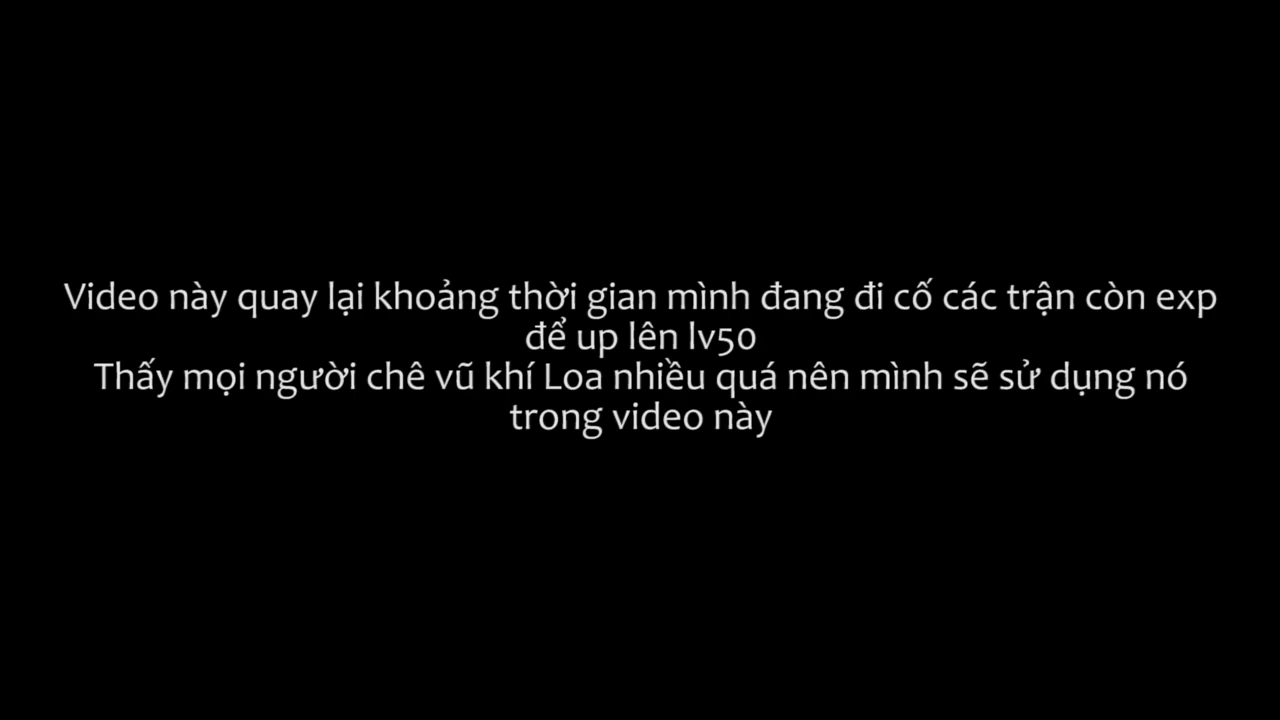 Video này quay lại khoảng thời gian mình đang đi cố các trận còn exp
để up lên lv50
Thấy mọi người chê vũ khí Loa nhiều quá nên mình sẽ sử dụng nó
trong video này